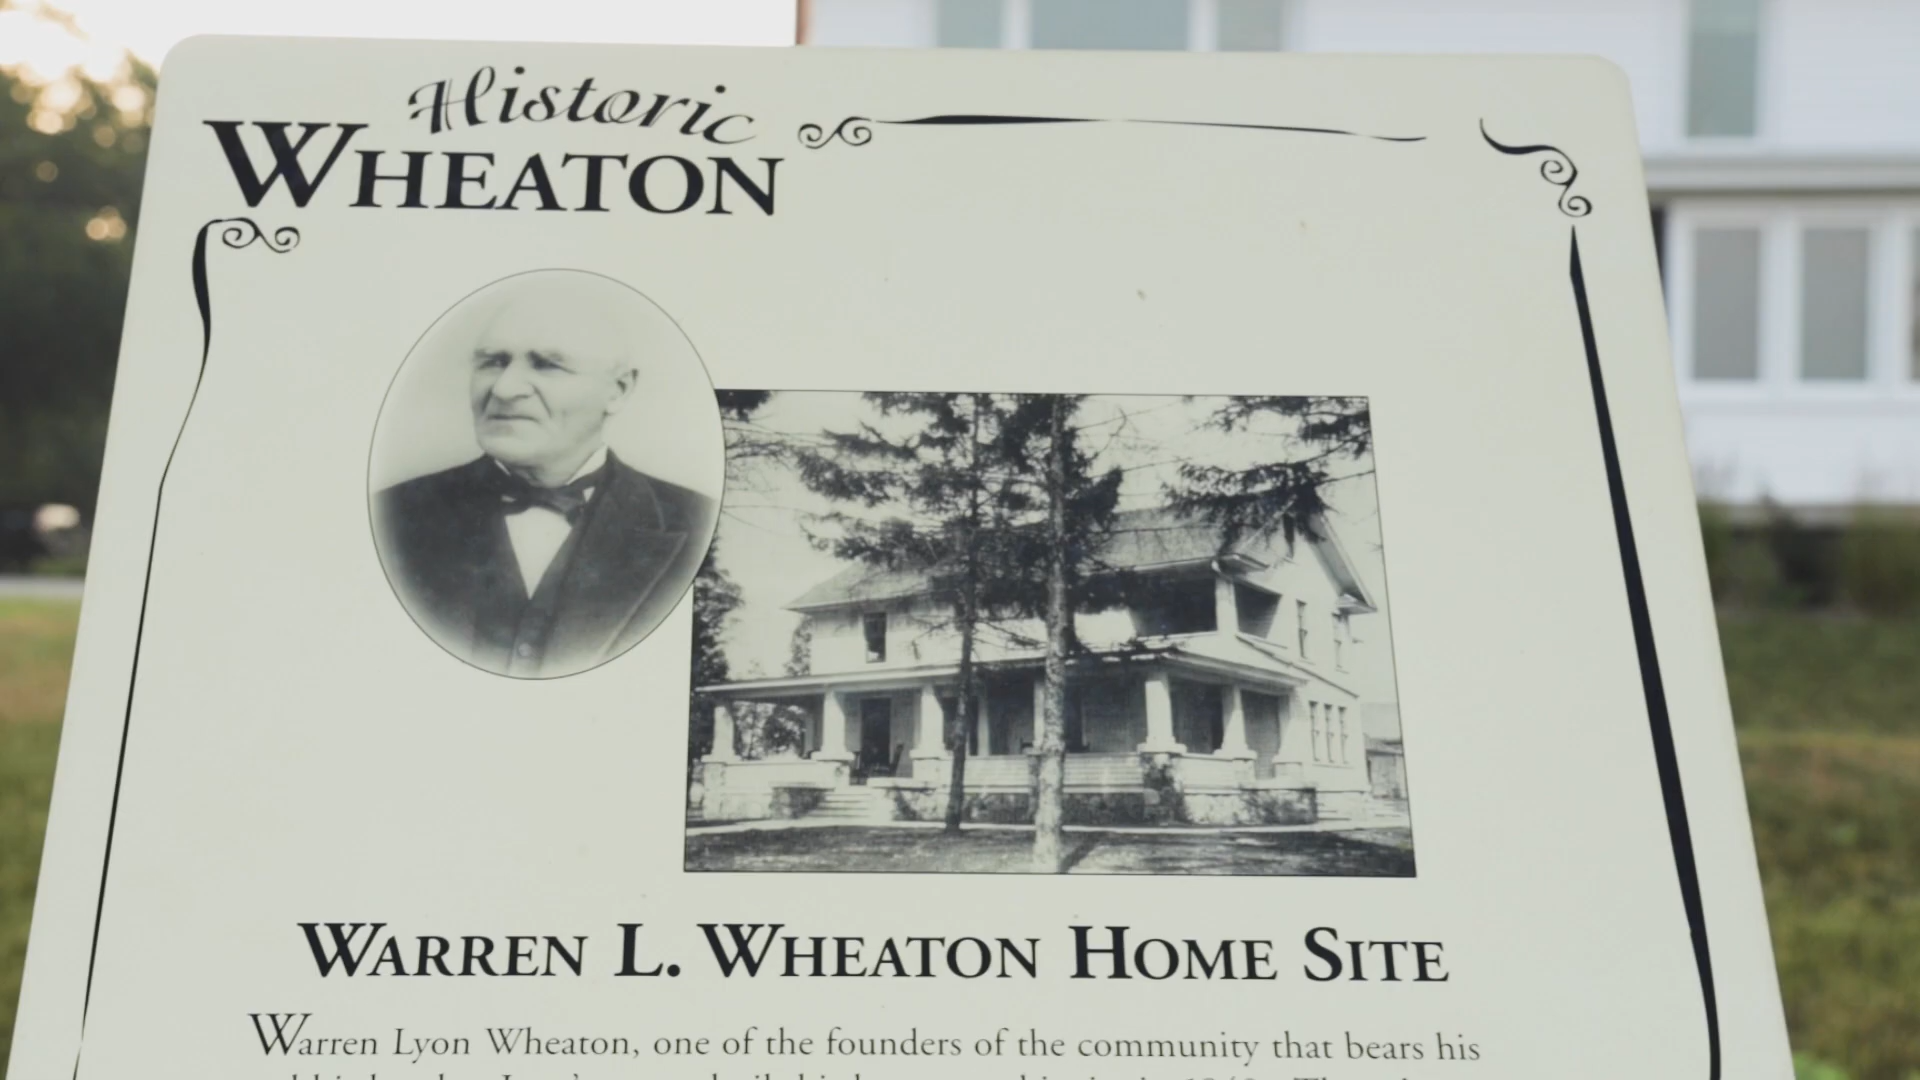 Historic
WHEATON
WARREN L. WHEATON HOME SITE
Warren Lyon Wheaton, one of the founders of the community that bears his